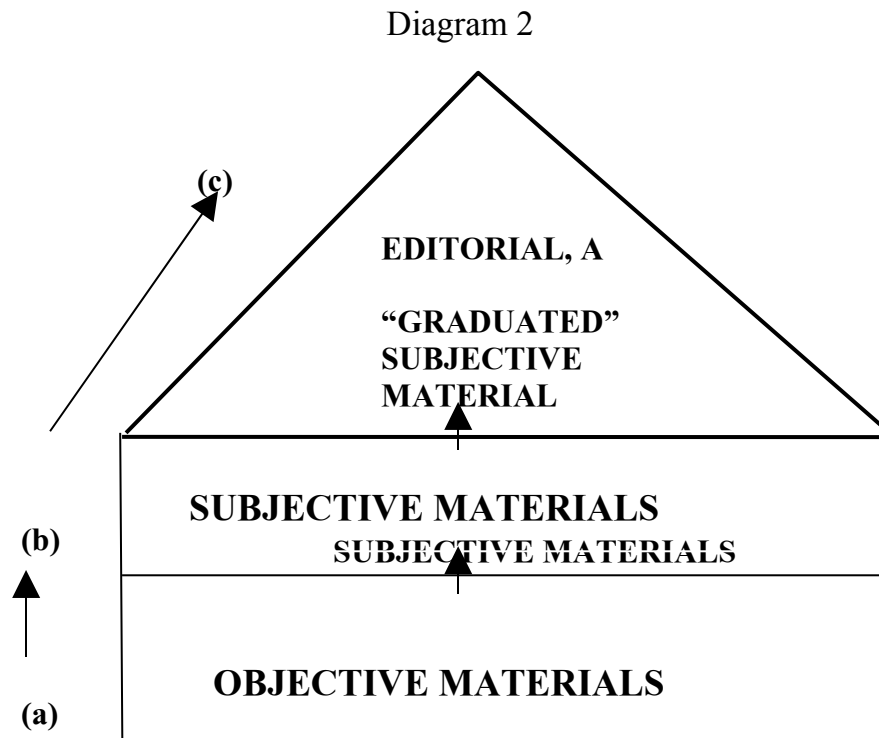 Diagram 2
(c)
EDITORIAL, A
“GRADUATED”
SUBJECTIVE
MATERIAL
SUBJECTIVE MATERIALS
(b)
SUBJECTIVE MATERIALS
OBJECTIVE MATERIALS
(a)